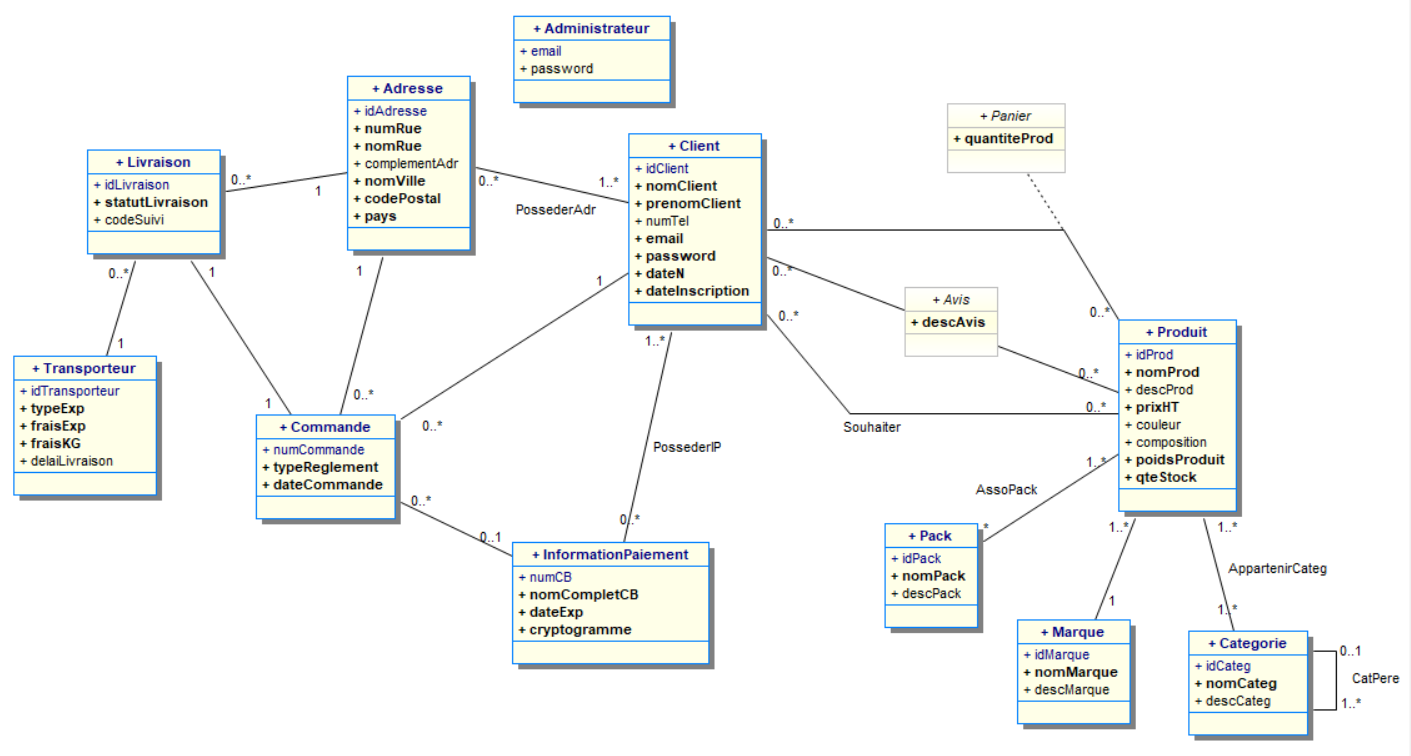 + Administrateur
+ email
+ password
+ Adresse
+ idAdresse
+ numRue
+ nomRue
+ complementAdr
+ nomVille
+ codePostal
+ pays
+ Panier
+ quantiteProd
+ Client
+ idClient
+ nomClient
+ prenomClient
+ numTel
+ email
+ password
+ dateN
+ dateInscription
+ Livraison
+ idLivraison
+ statutLivraison
+ codeSuivi
0..*
1
0..*
1..*
PossederAdr
0..*
0..*
0..*
0..*
0..*
1
1
1
0..*
+ Avis
+ descAvis
0..*
0..*
Souhaiter
+ Produit
+ idProd
+ nomProd
+ descProd
+ prixHT
+ couleur
+ composition
+ poidsProduit
+ qteStock
1
+ Transporteur
+ idTransporteur
+ typeExp
+ fraisExp
+ fraisKG
+ delaiLivraison
1
0..*
0..*
+ Commande
+ numCommande
+ typeReglement
+ dateCommande
1..*
PossederIP
0..*
0..*
0..1
+ InformationPaiement
+ numCB
+ nomCompletCB
+ dateExp
+ cryptogramme
1..*
AssoPack
*
+ Pack
+ idPack
+ nomPack
+ descPack
1..*
1
1..*
AppartenirCateg
1..*
+ Marque
+ idMarque
+ nomMarque
+ descMarque
+ Categorie
+ idCateg
+ nomCateg
+ descCateg
0..1
CatPere
1..*